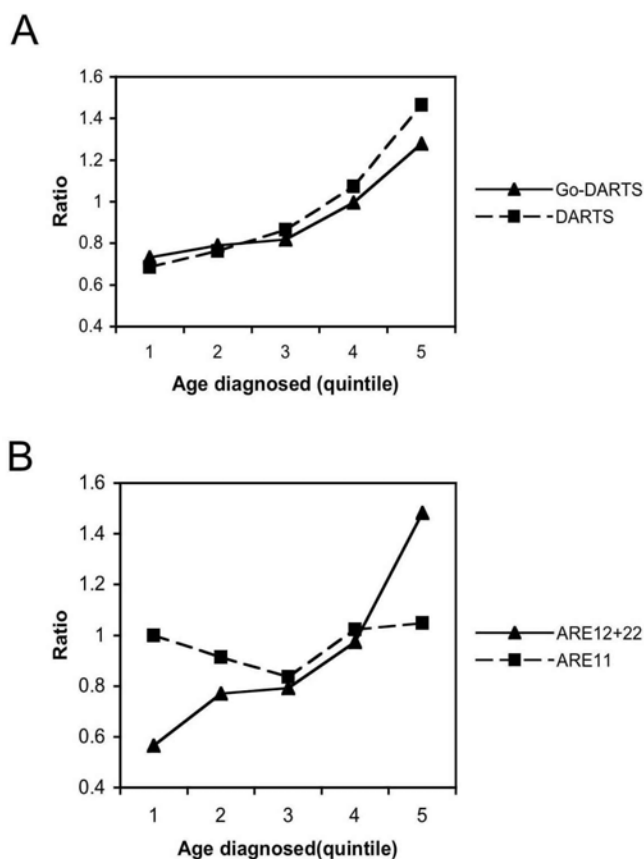 A
1.6
1.4
1.2
1
0.8
0.6
0.4
Ratio
1 2 3 4 5
Age diagnosed (quintile)
Go-DARTS
DARTS
B
1.6
1.4
1.2
1
0.8
0.6
0.4
Ratio
1 2 3 4 5
Age diagnosed(quintile)
ARE12+22
ARE11